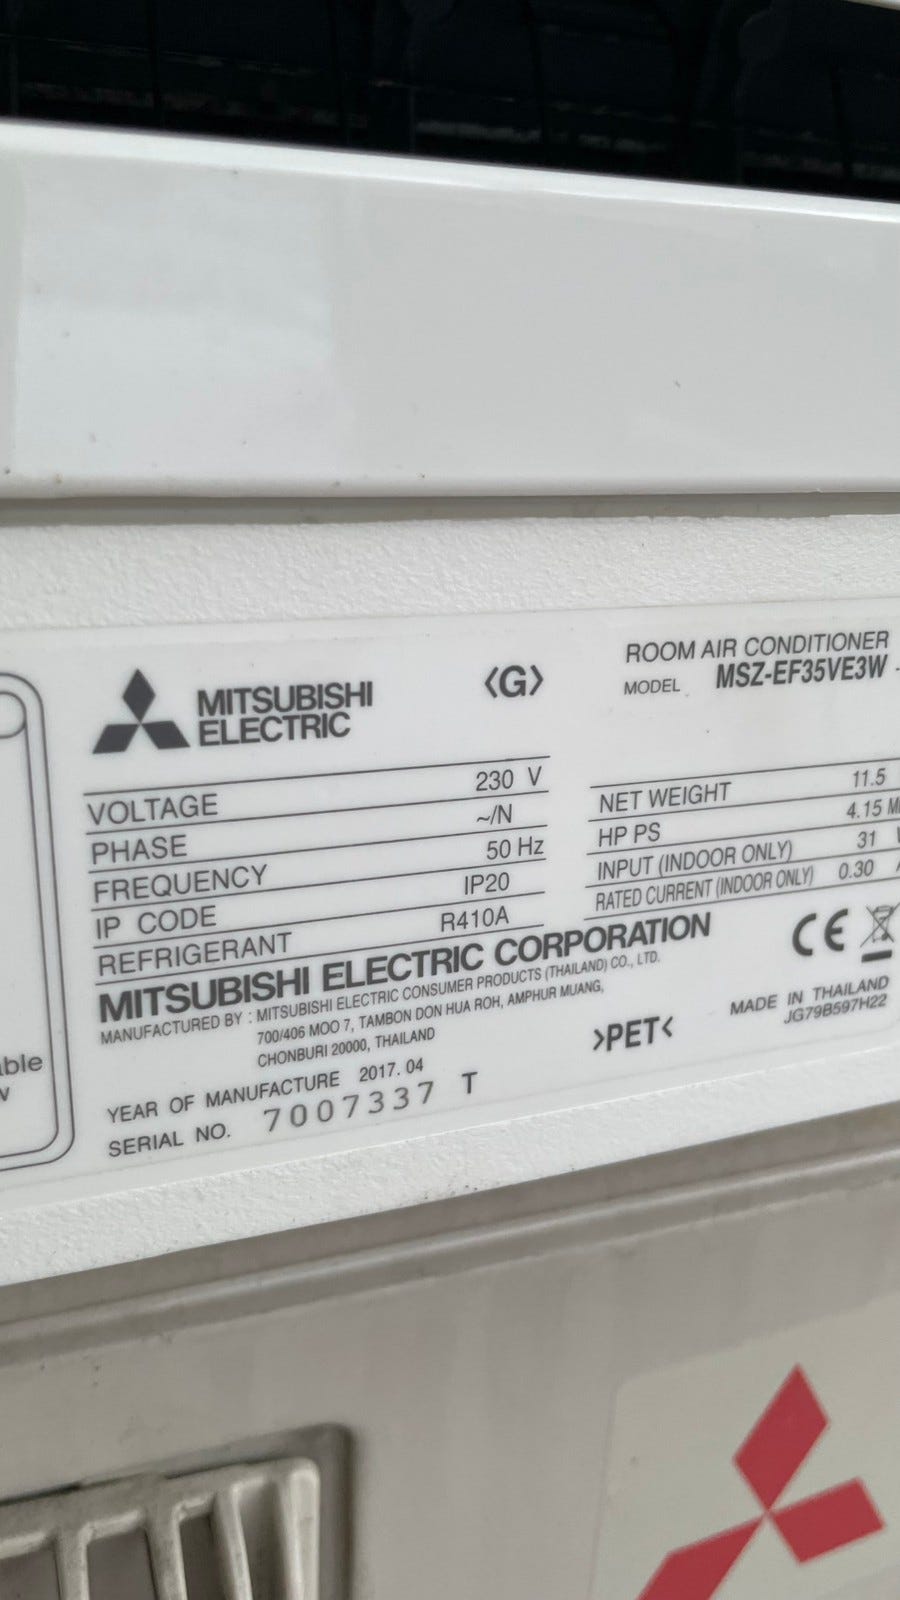 MITSUBISHI
ELECTRIC
<G>
ROOM AIR CONDITIONER
MODEL MSZ-EF35VE3W -
VOLTAGE 230 V
PHASE ~/N
FREQUENCY 50 Hz
IP CODE IP20
REFRIGERANT R410A
NET WEIGHT 11.5
HP PS 4.15
INPUT (INDOOR ONLY) 31
RATED CURRENT (INDOOR ONLY) 0.30
MITSUBISHI ELECTRIC CORPORATION
MANUFACTURED BY : MITSUBISHI ELECTRIC CONSUMER PRODUCTS (THAILAND) CO., LTD.
700/406 MOO 7, TAMBON DON HUA ROH, AMPHUR MUANG,
CHONBURI 20000, THAILAND
CE
>PET<
MADE IN THAILAND
JG79B597H22
YEAR OF MANUFACTURE 2017. 04
SERIAL NO. 7007337 T